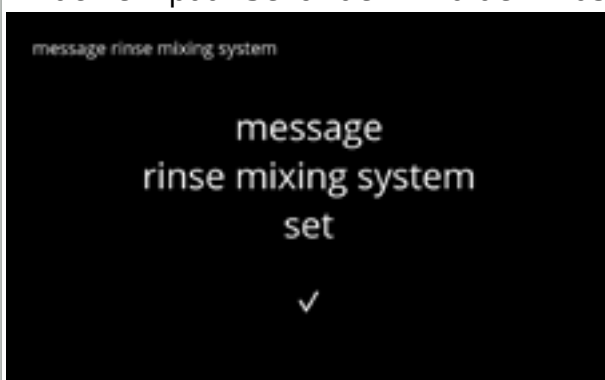 message rinse mixing system
message
rinse mixing system
set
✓